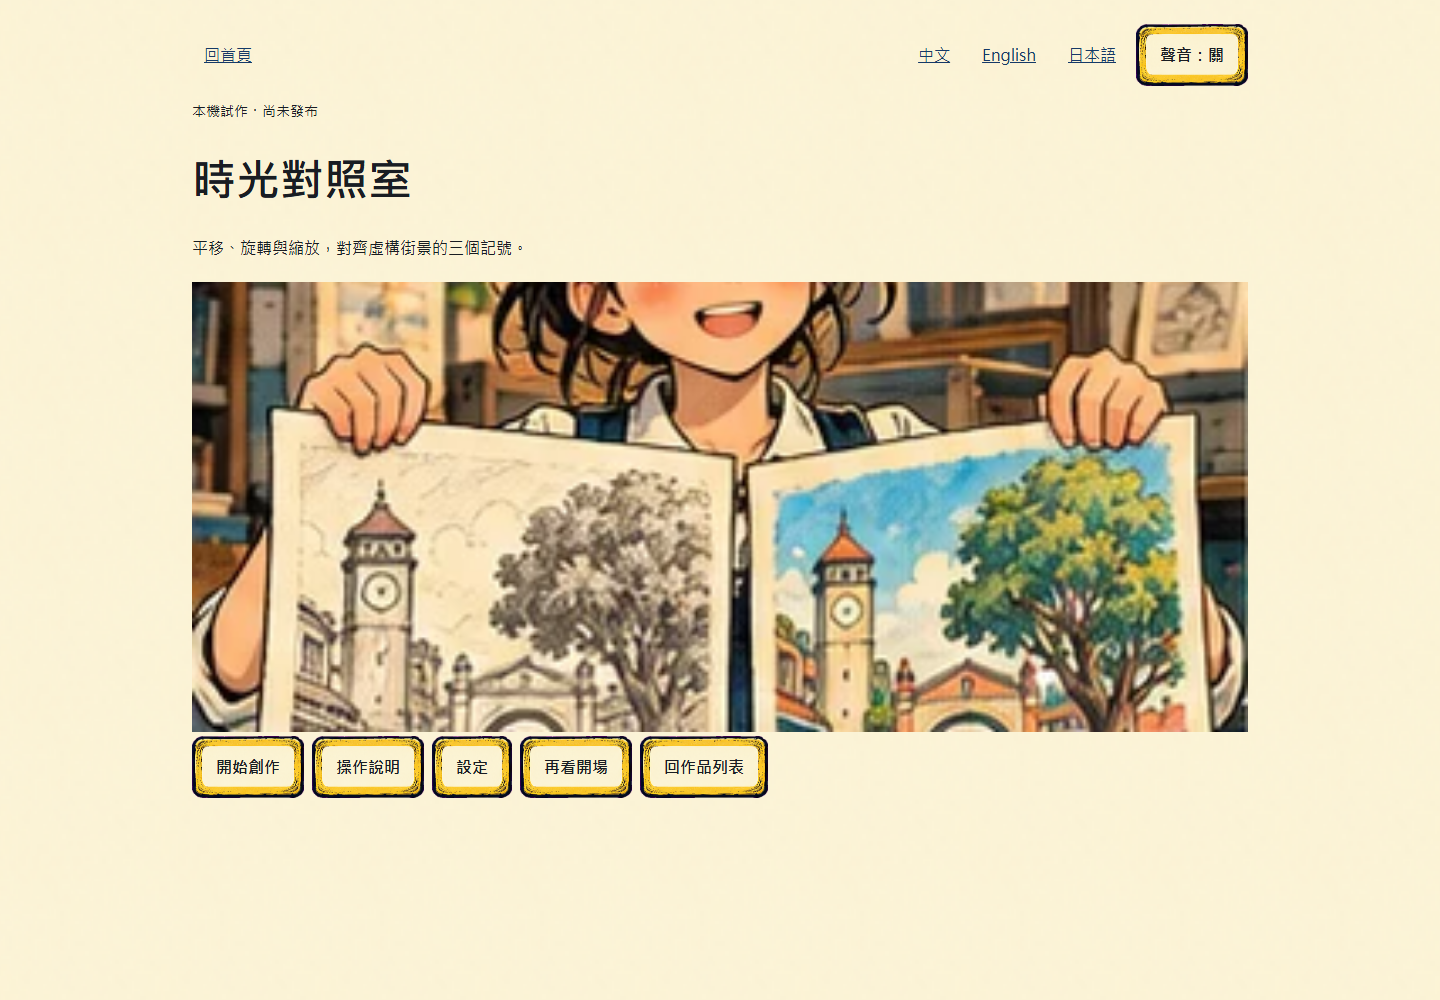 回首頁
中文 English 日本語 聲音：關
本機試作・尚未發布
時光對照室
平移、旋轉與縮放，對齊虛構街景的三個記號。
開始創作 操作說明 設定 再看開場 回作品列表